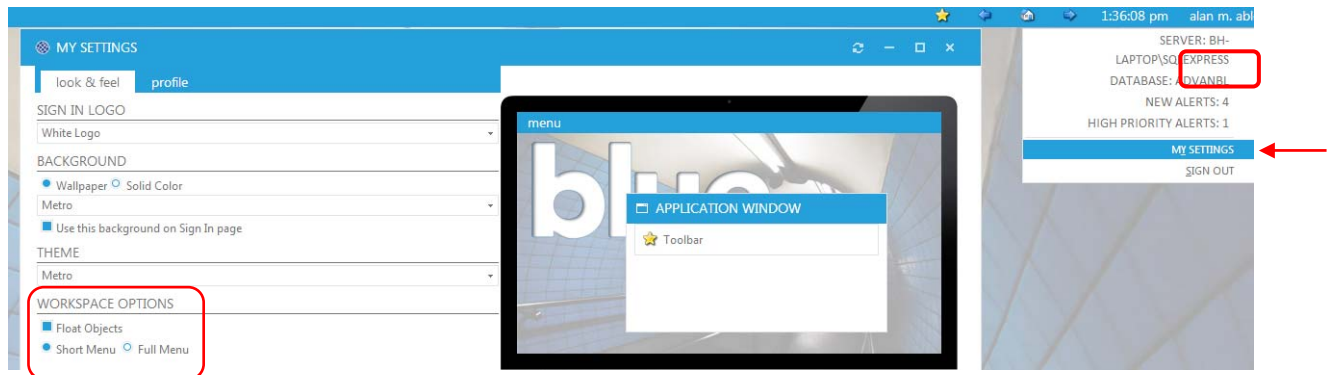 1:36:08 pm alan m. abl
MY SETTINGS
look & feel profile
SIGN IN LOGO
White Logo
BACKGROUND
Wallpaper Solid Color
Metro
Use this background on Sign In page
THEME
Metro
WORKSPACE OPTIONS
Float Objects
Short Menu Full Menu
menu
blue
APPLICATION WINDOW
Toolbar
SERVER: BH-
LAPTOP\SQLEXPRESS
DATABASE: ADVANBL
NEW ALERTS: 4
HIGH PRIORITY ALERTS: 1
MY SETTINGS
SIGN OUT